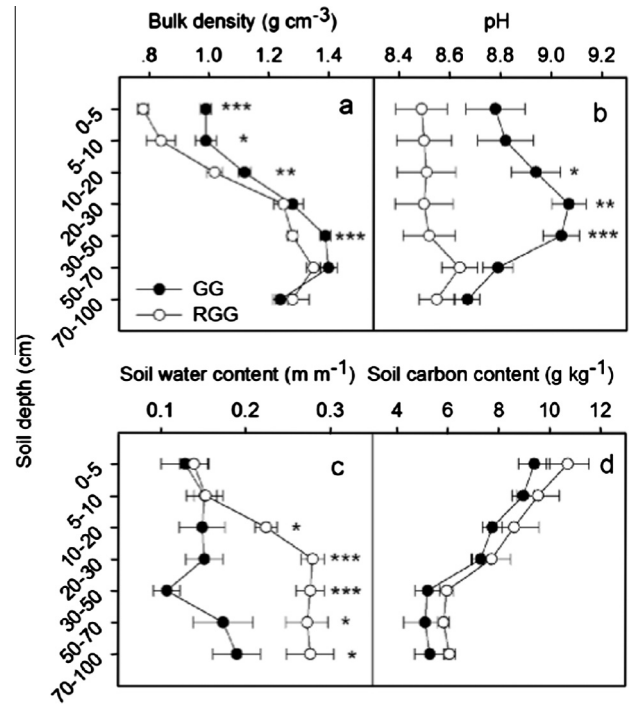 Bulk density (g cm-3) pH
.8 1.0 1.2 1.4 8.4 8.6 8.8 9.0 9.2
a b
0-5 *** 
5-10 *
10-20 ** *
20-30 **
30-50 *** ***
50-70
70-100
GG
RGG
Soil depth (cm)
Soil water content (m m-1) Soil carbon content (g kg-1)
0.1 0.2 0.3 4 6 8 10 12
c d
0-5
5-10
10-20 *
20-30 ***
30-50 ***
50-70 *
70-100 *